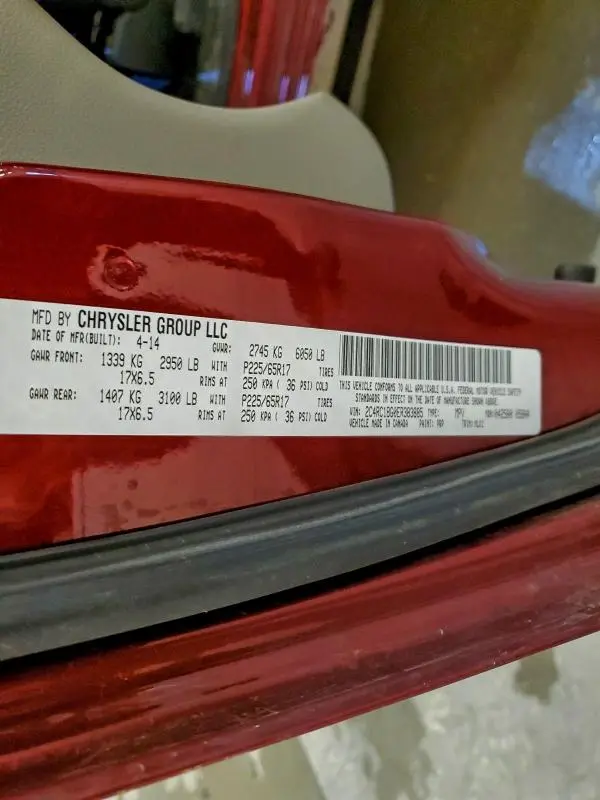 MFD BY CHRYSLER GROUP LLC
DATE OF MFR(BUILT): 4-14 GVWR: 2745 KG 6050 LB
GAWR FRONT: 1339 KG 2950 LB WITH P225/65R17 TIRES
17X6.5 RIMS AT 250 KPA ( 36 PSI) COLD
GAWR REAR: 1407 KG 3100 LB WITH P225/65R17 TIRES
17X6.5 RIMS AT 250 KPA ( 36 PSI) COLD
THIS VEHICLE CONFORMS TO ALL APPLICABLE U.S.A. FEDERAL MOTOR VEHICLE SAFETY
STANDARDS IN EFFECT ON THE DATE OF MANUFACTURE SHOWN ABOVE.
VIN: TYPE: MPV MDH:
VEHICLE MADE IN CANADA PAINT: PRP TRIM: